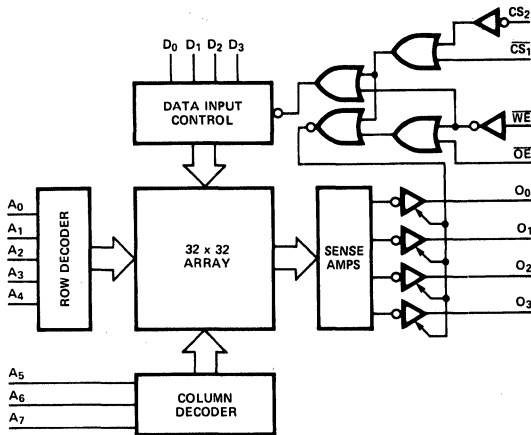 CS2
D0 D1 D2 D3
CS1
DATA INPUT
CONTROL
WE
OE
A0
A1
A2
A3
A4
ROW DECODER
32 x 32
ARRAY
SENSE
AMPS
O0
O1
O2
O3
A5
A6
A7
COLUMN
DECODER